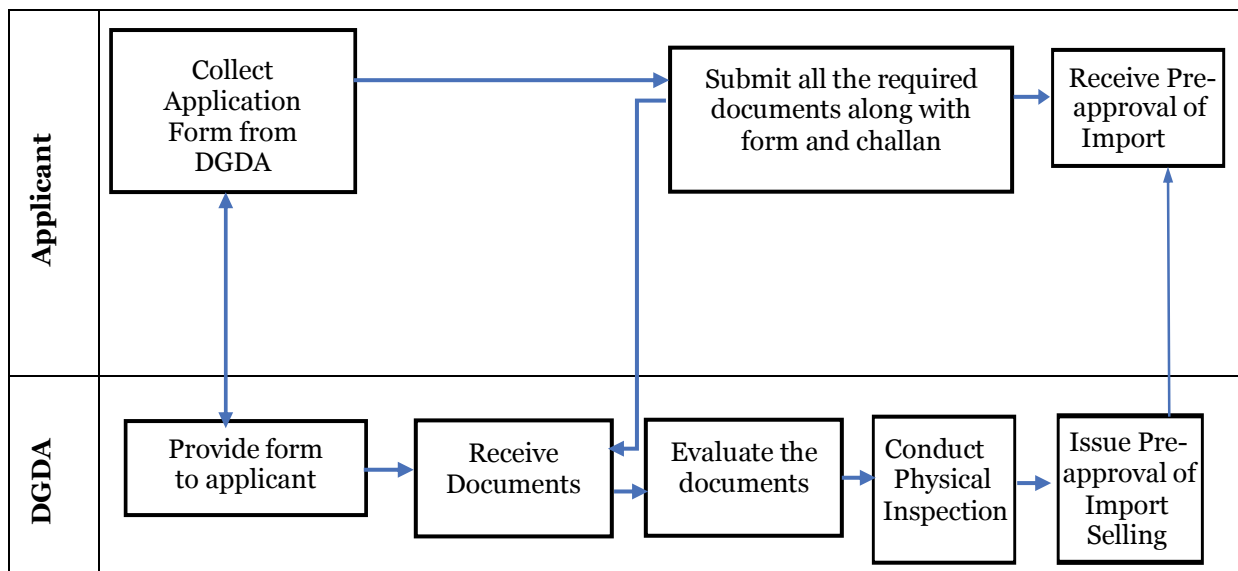 Applicant
Collect
Application
Form from
DGDA
Submit all the required
documents along with
form and challan
Receive Pre-
approval of
Import
DGDA
Provide form
to applicant
Receive
Documents
Evaluate the
documents
Conduct
Physical
Inspection
Issue Pre-
approval of
Import
Selling